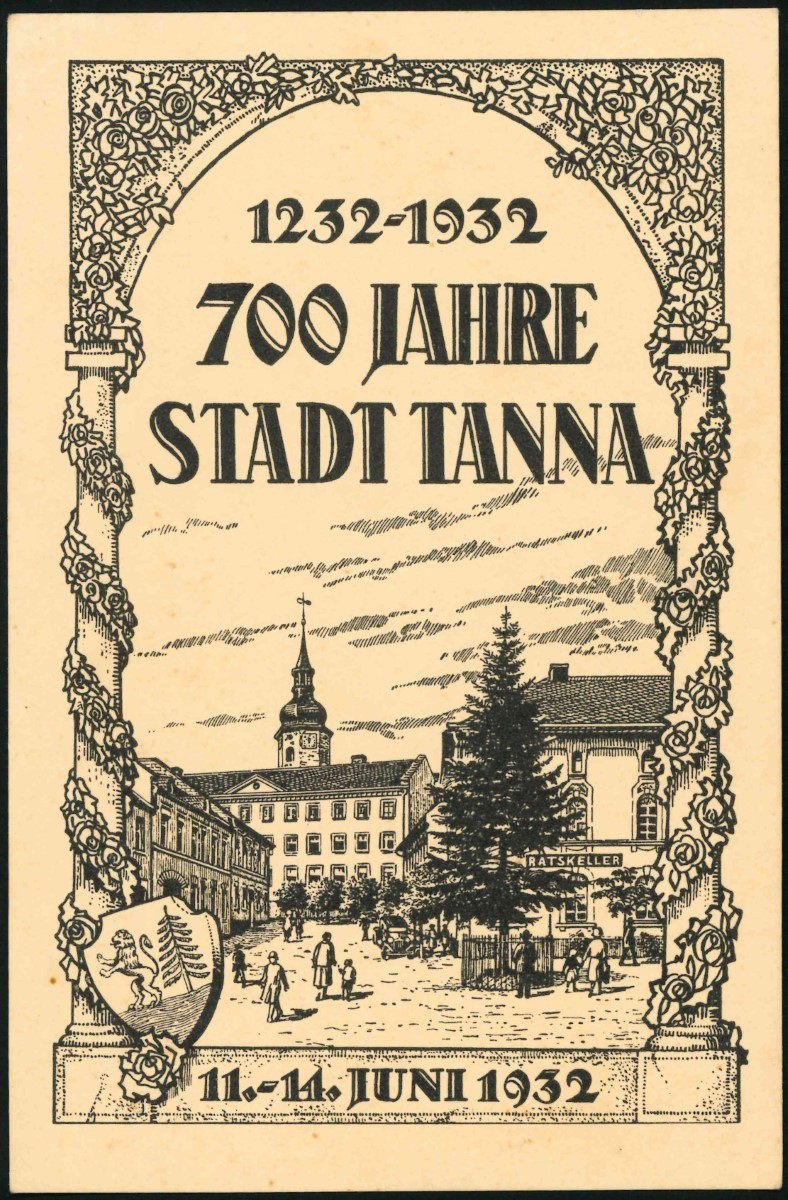 1232-1932
700 JAHRE
STADT TANNA
RATSKELLER
11.-14. JUNI 1932